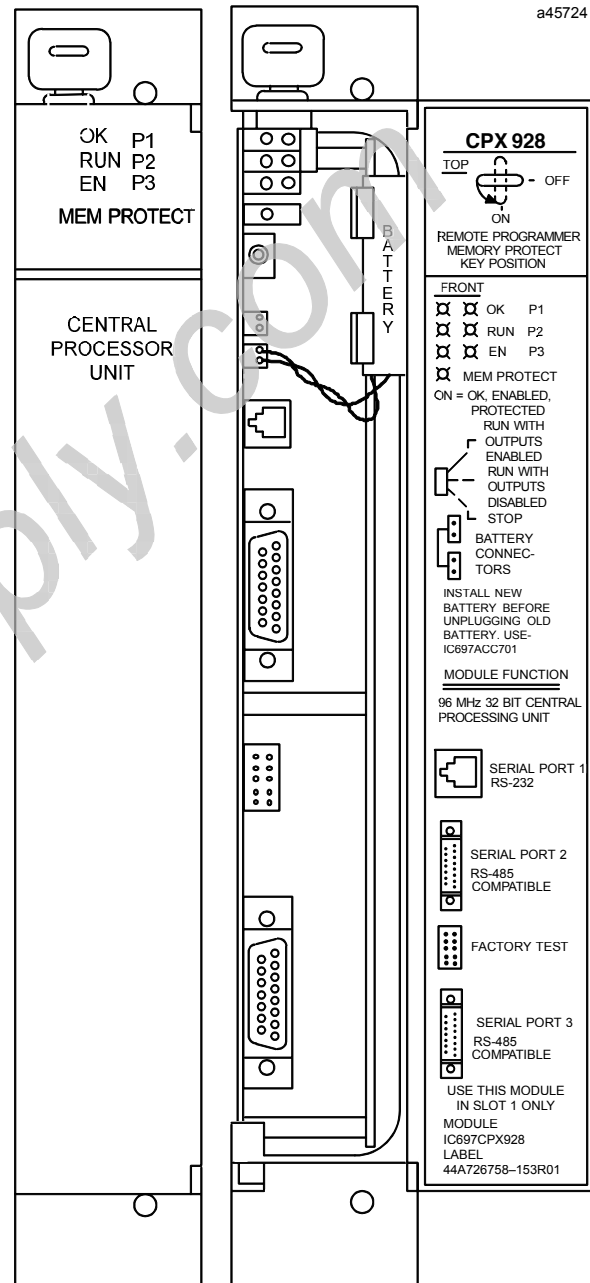 a45724
OK P1
RUN P2
EN P3
MEM PROTECT
CENTRAL
PROCESSOR
UNIT
BATTERY
CPX 928
TOP
OFF
ON
REMOTE PROGRAMMER
MEMORY PROTECT
KEY POSITION
FRONT
OK P1
RUN P2
EN P3
MEM PROTECT
ON = OK, ENABLED,
PROTECTED
RUN WITH
OUTPUTS
ENABLED
RUN WITH
OUTPUTS
DISABLED
STOP
BATTERY
CONNEC-
TORS
INSTALL NEW
BATTERY BEFORE
UNPLUGGING OLD
BATTERY. USE-
IC697ACC701
MODULE FUNCTION
96 MHz 32 BIT CENTRAL
PROCESSING UNIT
SERIAL PORT 1
RS-232
SERIAL PORT 2
RS-485
COMPATIBLE
FACTORY TEST
SERIAL PORT 3
RS-485
COMPATIBLE
USE THIS MODULE
IN SLOT 1 ONLY
MODULE
IC697CPX928
LABEL
44A726758–153R01
ply.com